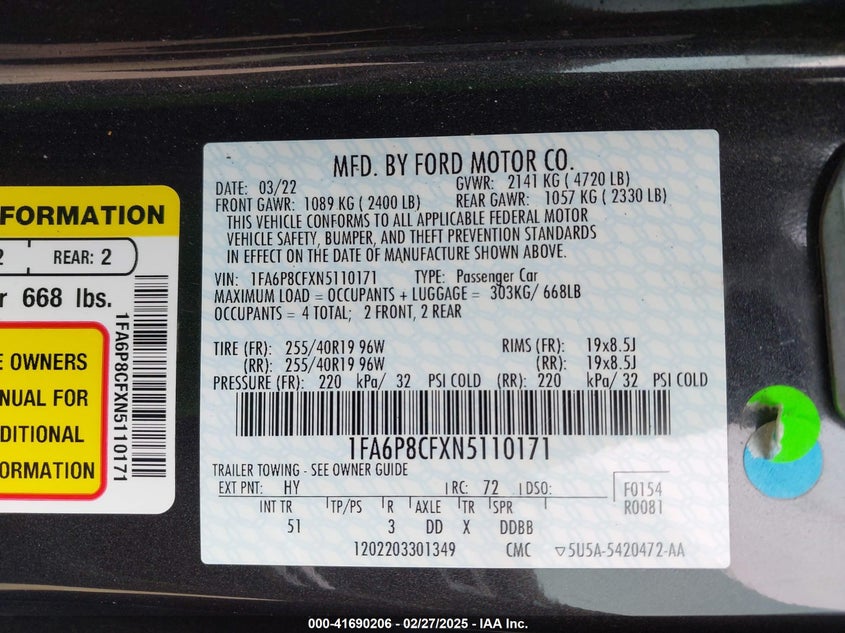 FORMATION
2
REAR: 2
r 668 lbs.
E OWNERS
NUAL FOR
DITIONAL
FORMATION
1FA6P8CFXN5110171
MFD. BY FORD MOTOR CO.
DATE: 03/22 GVWR: 2141 KG ( 4720 LB)
FRONT GAWR: 1089 KG ( 2400 LB) REAR GAWR: 1057 KG ( 2330 LB)
THIS VEHICLE CONFORMS TO ALL APPLICABLE FEDERAL MOTOR
VEHICLE SAFETY, BUMPER, AND THEFT PREVENTION STANDARDS
IN EFFECT ON THE DATE OF MANUFACTURE SHOWN ABOVE.
VIN: 1FA6P8CFXN5110171 TYPE: Passenger Car
MAXIMUM LOAD = OCCUPANTS + LUGGAGE = 303KG/ 668LB
OCCUPANTS = 4 TOTAL; 2 FRONT, 2 REAR
TIRE (FR): 255/40R19 96W RIMS (FR): 19x8.5J
(RR): 255/40R19 96W (RR): 19x8.5J
PRESSURE (FR): 220 kPa/ 32 PSI COLD (RR): 220 kPa/ 32 PSI COLD
1FA6P8CFXN5110171
TRAILER TOWING - SEE OWNER GUIDE
EXT PNT: HY RC: 72 DSO: F0154
R0081
INT TR TP/PS R AXLE TR SPR
51 3 DD X DDBB
1202203301349 CMC ▽5U5A-5420472-AA
000-41690206 - 02/27/2025 - IAA Inc.